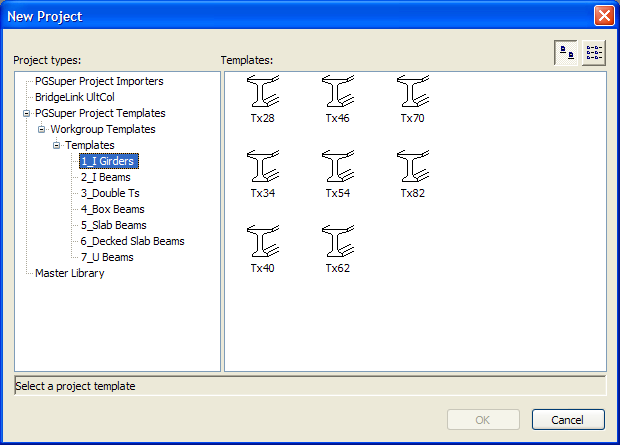 New Project
Project types:
Templates:
PGSuper Project Importers
BridgeLink UltCol
PGSuper Project Templates
Workgroup Templates
Templates
1_I Girders
2_I Beams
3_Double Ts
4_Box Beams
5_Slab Beams
6_Decked Slab Beams
7_U Beams
Master Library
Tx28 Tx46 Tx70
Tx34 Tx54 Tx82
Tx40 Tx62
Select a project template
OK Cancel